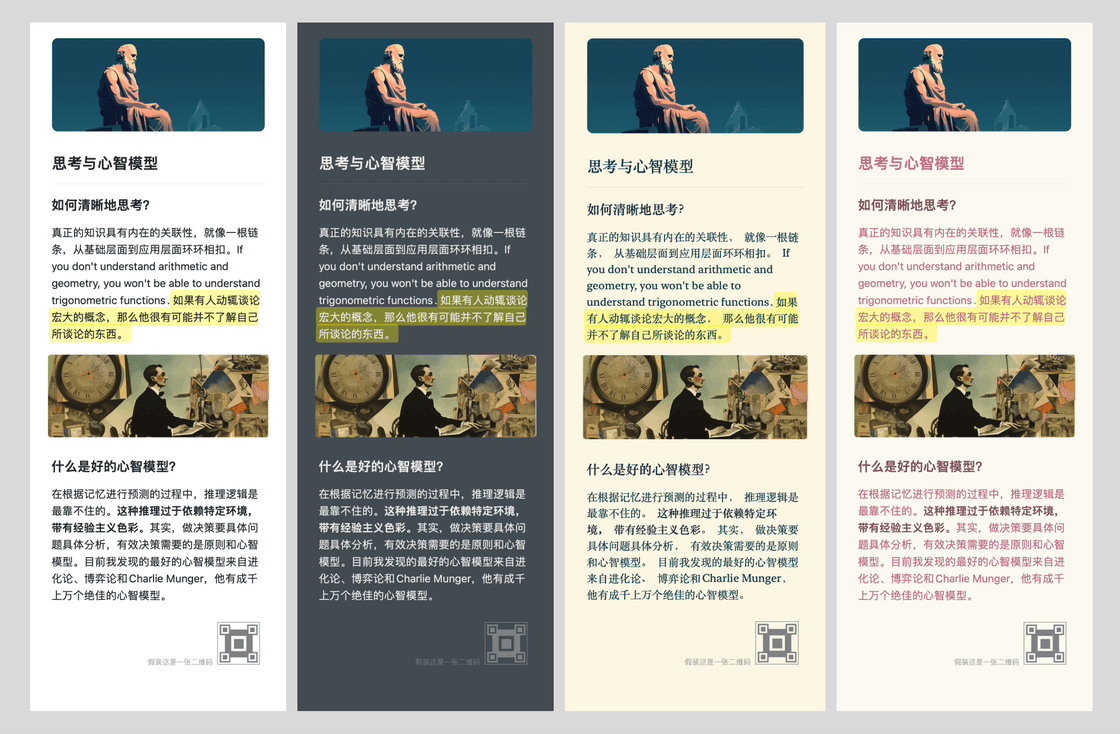 思考与心智模型
如何清晰地思考?
真正的知识具有内在的关联性，就像一根链
条，从基础层面到应用层面环环相扣。If
you don't understand arithmetic and
geometry, you won't be able to understand
trigonometric functions. 如果有人动辄谈论
宏大的概念，那么他很有可能并不了解自己
所谈论的东西。
什么是好的心智模型?
在根据记忆进行预测的过程中，推理逻辑是
最靠不住的。这种推理过于依赖特定环境，
带有经验主义色彩。其实，做决策要具体问
题具体分析，有效决策需要的是原则和心智
模型。目前我发现的最好的心智模型来自进
化论、博弈论和Charlie Munger，他有成千
上万个绝佳的心智模型。
假装这是一张二维码
思考与心智模型
如何清晰地思考?
真正的知识具有内在的关联性，就像一根链
条，从基础层面到应用层面环环相扣。If
you don't understand arithmetic and
geometry, you won't be able to understand
trigonometric functions. 如果有人动辄谈论
宏大的概念，那么他很有可能并不了解自己
所谈论的东西。
什么是好的心智模型?
在根据记忆进行预测的过程中，推理逻辑是
最靠不住的。这种推理过于依赖特定环境，
带有经验主义色彩。其实，做决策要具体问
题具体分析，有效决策需要的是原则和心智
模型。目前我发现的最好的心智模型来自进
化论、博弈论和Charlie Munger，他有成千
上万个绝佳的心智模型。
假装这是一张二维码
思考与心智模型
如何清晰地思考?
真正的知识具有内在的关联性， 就像一根链
条， 从基础层面到应用层面环环相扣。 If
you don't understand arithmetic and
geometry, you won't be able to
understand trigonometric functions. 如果
有人动辄谈论宏大的概念， 那么他很有可能
并不了解自己所谈论的东西。
什么是好的心智模型?
在根据记忆进行预测的过程中， 推理逻辑是
最靠不住的。 这种推理过于依赖特定环
境， 带有经验主义色彩。 其实， 做决策要
具体问题具体分析， 有效决策需要的是原则
和心智模型。 目前我发现的最好的心智模型
来自进化论、 博弈论和Charlie Munger，
他有成千上万个绝佳的心智模型。
假装这是一张二维码
思考与心智模型
如何清晰地思考?
真正的知识具有内在的关联性，就像一根链
条，从基础层面到应用层面环环相扣。If
you don't understand arithmetic and
geometry, you won't be able to understand
trigonometric functions. 如果有人动辄谈论
宏大的概念，那么他很有可能并不了解自己
所谈论的东西。
什么是好的心智模型?
在根据记忆进行预测的过程中，推理逻辑是
最靠不住的。这种推理过于依赖特定环境，
带有经验主义色彩。其实，做决策要具体问
题具体分析，有效决策需要的是原则和心智
模型。目前我发现的最好的心智模型来自进
化论、博弈论和Charlie Munger，他有成千
上万个绝佳的心智模型。
假装这是一张二维码